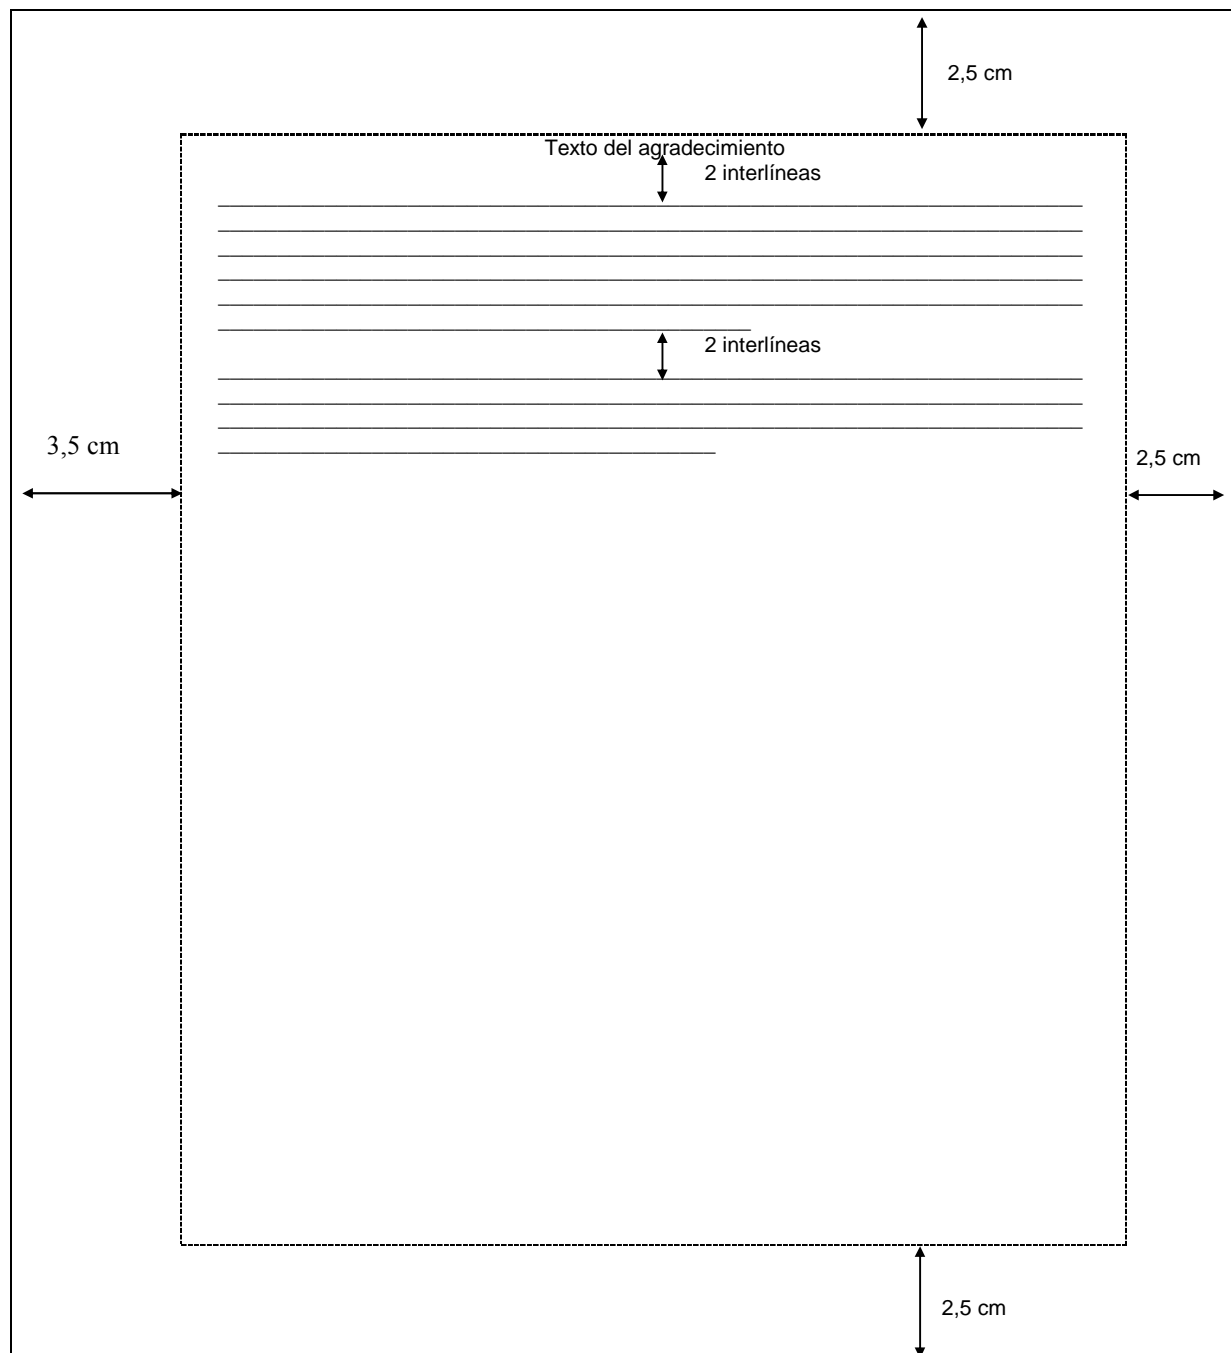 2,5 cm
Texto del agradecimiento
2 interlíneas
2 interlíneas
3,5 cm
2,5 cm
2,5 cm